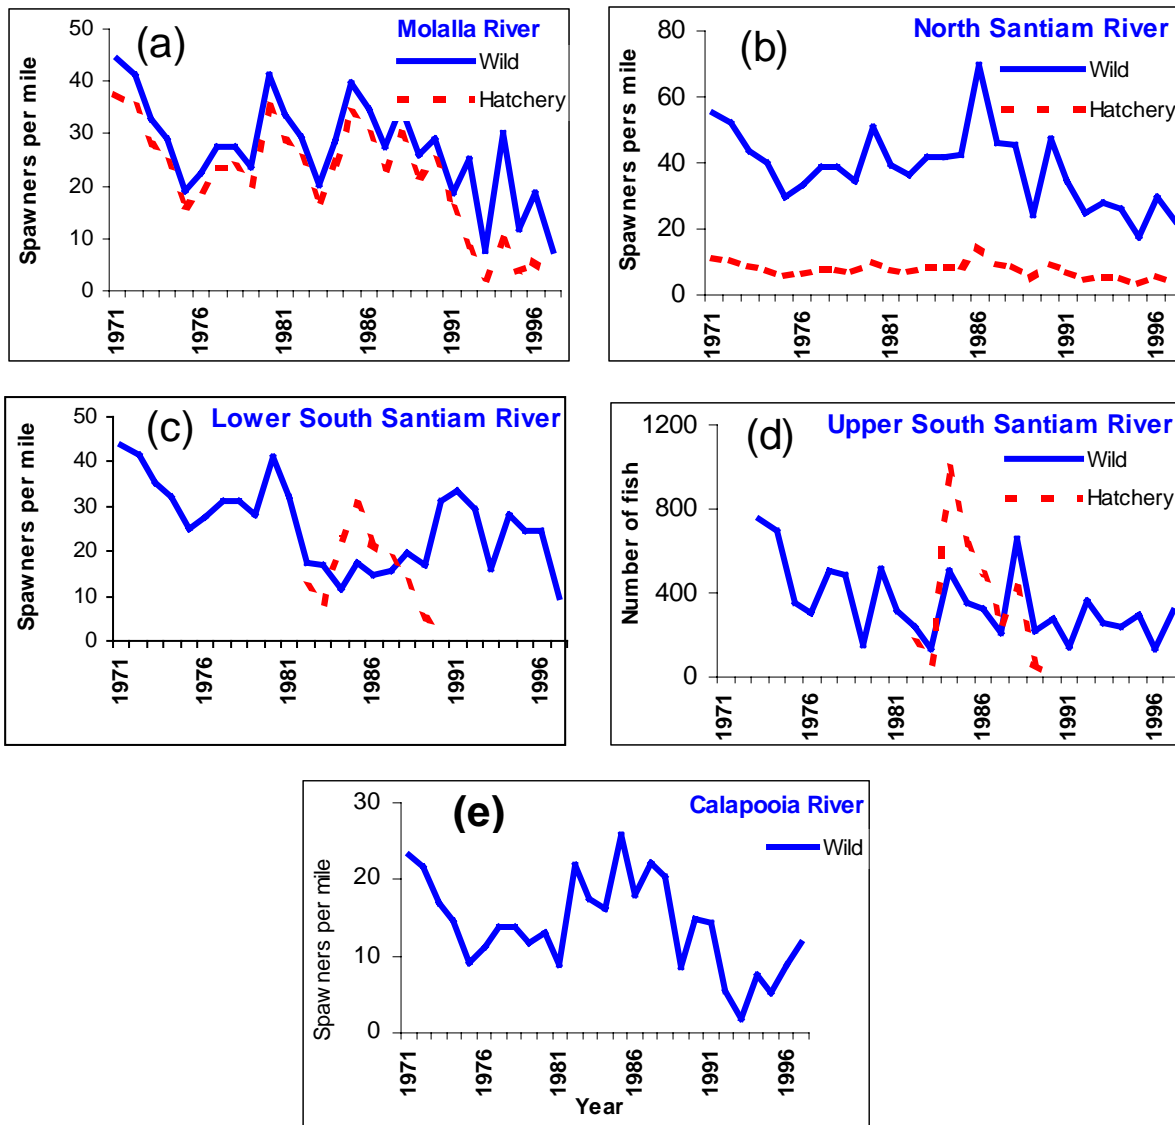 (a)
Molalla River
Wild
Hatchery
Spawners per mile
50
40
30
20
10
0
1971
1976
1981
1986
1991
1996
(b)
North Santiam River
Wild
Hatchery
Spawners pers mile
80
60
40
20
0
1971
1976
1981
1986
1991
1996
(c)
Lower South Santiam River
Spawners per mile
50
40
30
20
10
0
1971
1976
1981
1986
1991
1996
(d)
Upper South Santiam River
Wild
Hatchery
Number of fish
1200
800
400
0
1971
1976
1981
1986
1991
1996
(e)
Calapooia River
Wild
Spawners per mile
30
20
10
0
1971
1976
1981
1986
1991
1996
Year